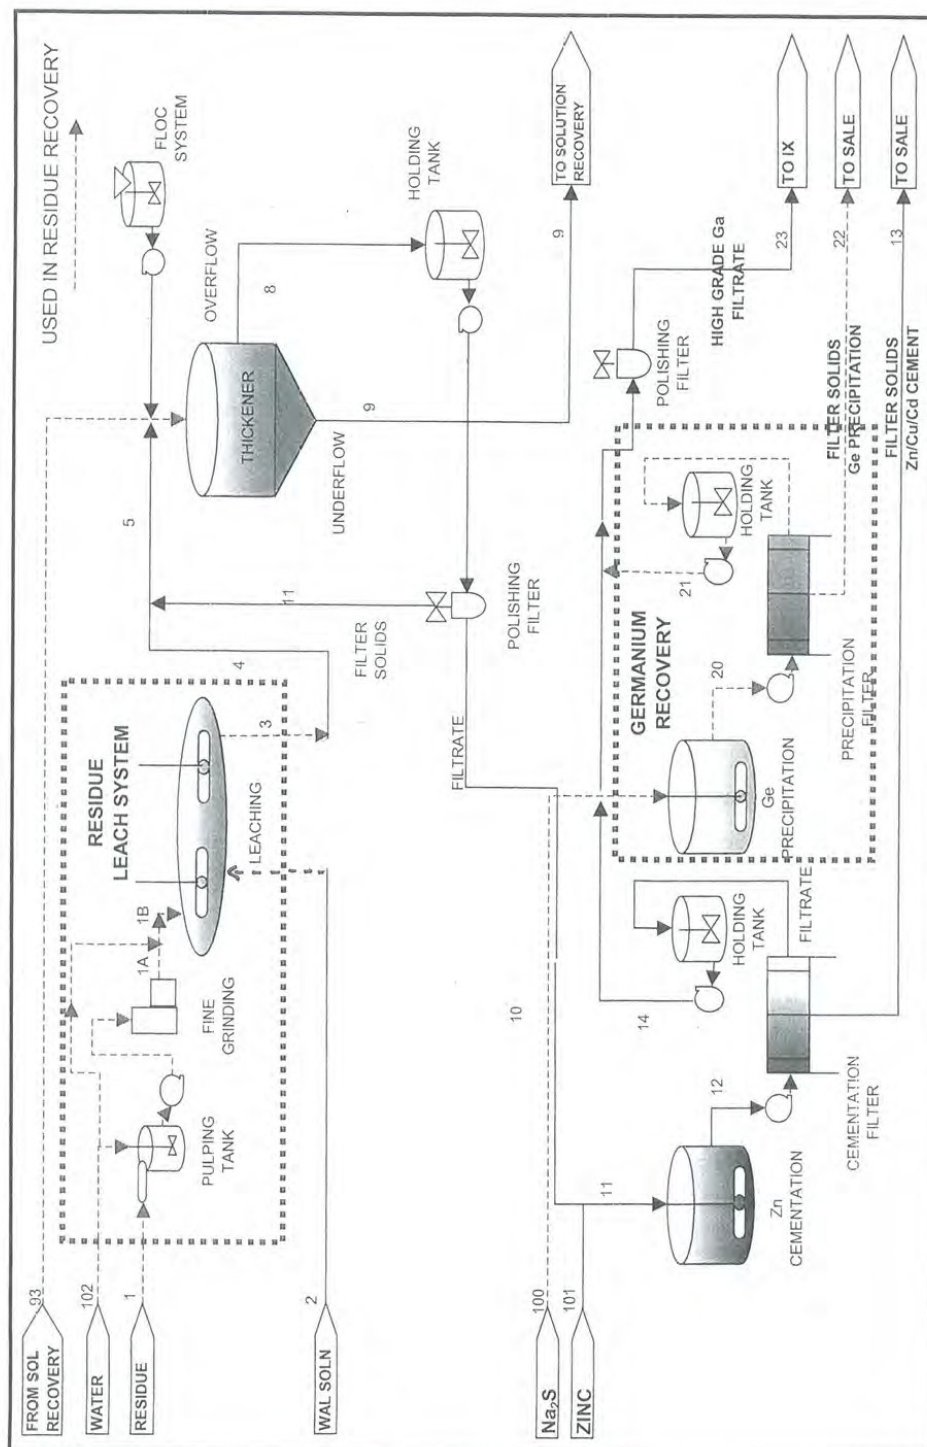 USED IN RESIDUE RECOVERY
FROM SOL
RECOVERY
93
WATER
102
RESIDUE
1
WAL SOLN
2
RESIDUE
LEACH SYSTEM
PULPING
TANK
FINE
GRINDING
1A
1B
LEACHING
3
4
5
FLOC
SYSTEM
THICKENER
OVERFLOW
8
HOLDING
TANK
UNDERFLOW
9
9
TO SOLUTION
RECOVERY
11
FILTER
SOLIDS
POLISHING
FILTER
FILTRATE
10
Na₂S
100
ZINC
101
11
Zn
CEMENTATION
12
CEMENTATION
FILTER
FILTRATE
HOLDING
TANK
14
GERMANIUM
RECOVERY
Ge
PRECIPITATION
20
PRECIPITATION
FILTER
HOLDING
TANK
21
POLISHING
FILTER
HIGH GRADE Ga
FILTRATE
23
TO IX
FILTER SOLIDS
Ge PRECIPITATION
22
TO SALE
FILTER SOLIDS
Zn/Cu/Cd CEMENT
13
TO SALE